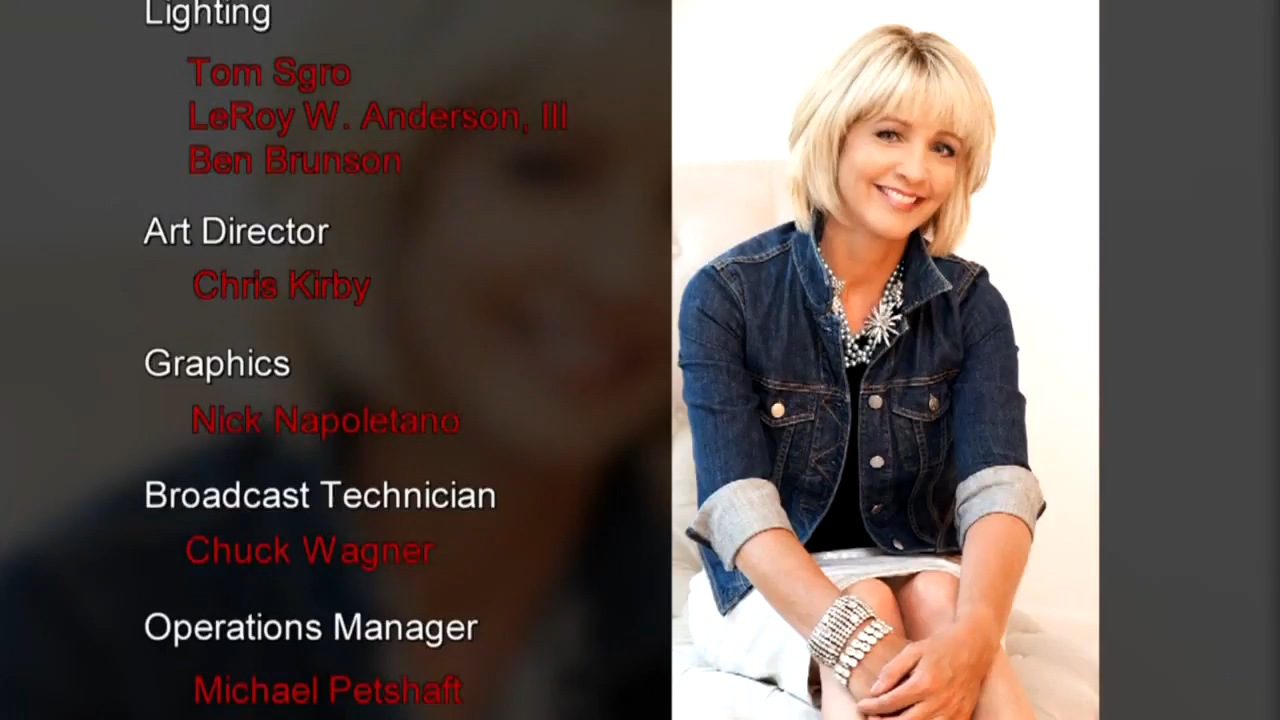 Lighting
Tom Sgro
LeRoy W. Anderson, III
Ben Brunson
Art Director
Chris Kirby
Graphics
Nick Napoletano
Broadcast Technician
Chuck Wagner
Operations Manager
Michael Petshaft